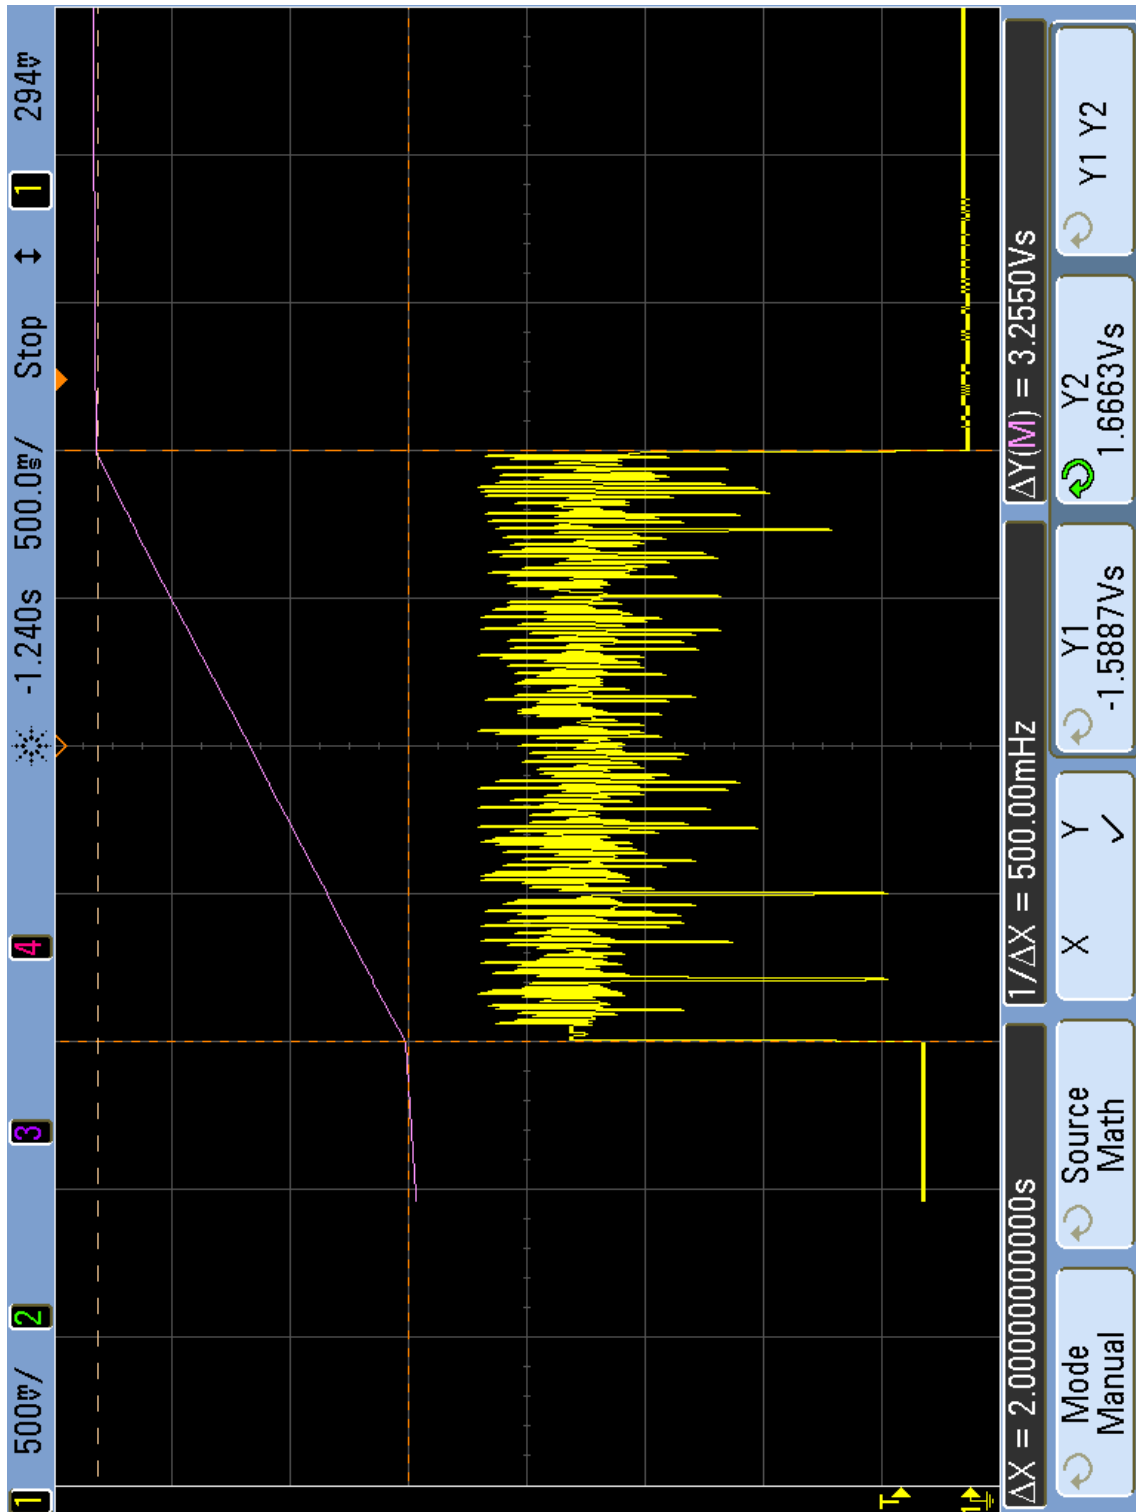 1 500mV/ 2 3 4 -1.240s 500.0ms/ Stop ↕ 1 294mV
T
1
ΔX = 2.000000000000s 1/ΔX = 500.00mHz ΔY(M) = 3.2550Vs
Mode
Manual
Source
Math
X Y
✓
Y1
-1.5887Vs
Y2
1.6663Vs
Y1 Y2